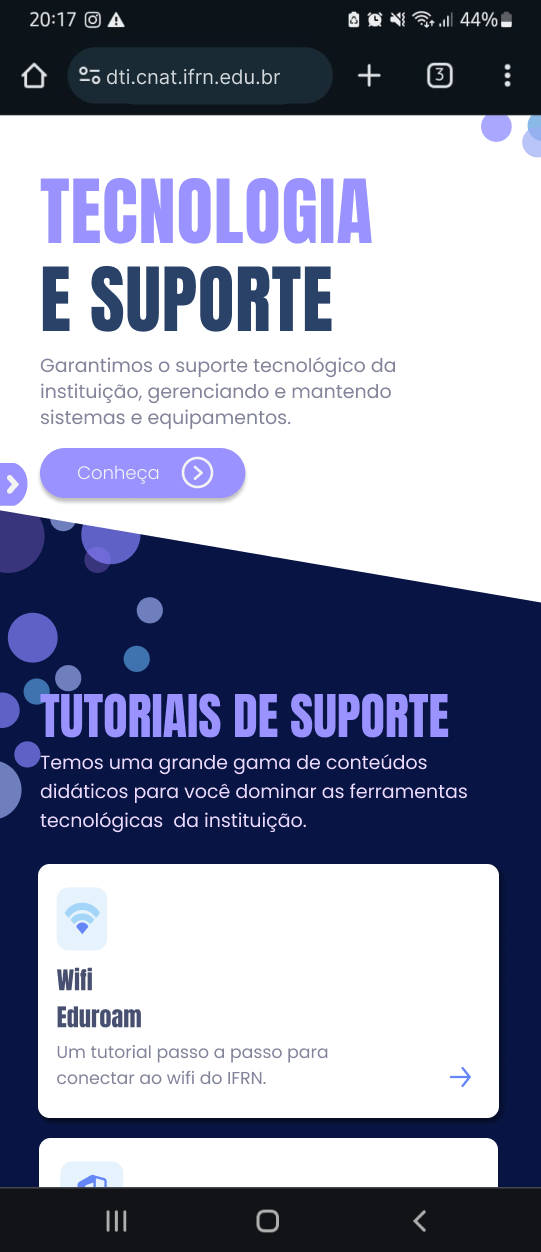 20:17 44%
dti.cnat.ifrn.edu.br 3
TECNOLOGIA
E SUPORTE
Garantimos o suporte tecnológico da
instituição, gerenciando e mantendo
sistemas e equipamentos.
Conheça
TUTORIAIS DE SUPORTE
Temos uma grande gama de conteúdos
didáticos para você dominar as ferramentas
tecnológicas  da instituição.
Wifi
Eduroam
Um tutorial passo a passo para
conectar ao wifi do IFRN.